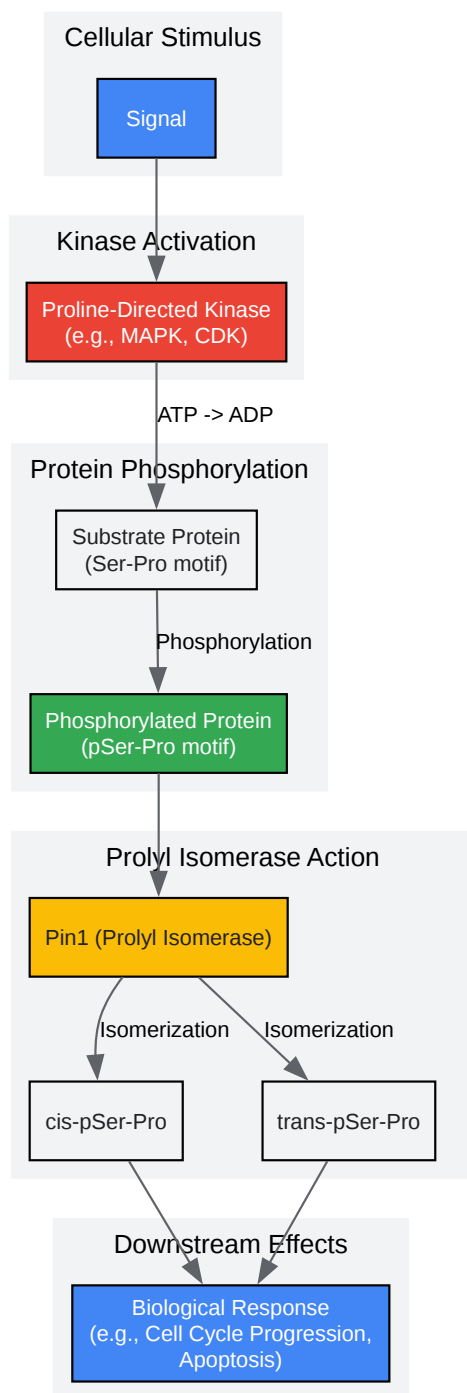 Cellular Stimulus
Signal
Kinase Activation
Proline-Directed Kinase
(e.g., MAPK, CDK)
ATP -> ADP
Protein Phosphorylation
Substrate Protein
(Ser-Pro motif)
Phosphorylation
Phosphorylated Protein
(pSer-Pro motif)
Prolyl Isomerase Action
Pin1 (Prolyl Isomerase)
Isomerization
Isomerization
cis-pSer-Pro
trans-pSer-Pro
Downstream Effects
Biological Response
(e.g., Cell Cycle Progression,
Apoptosis)